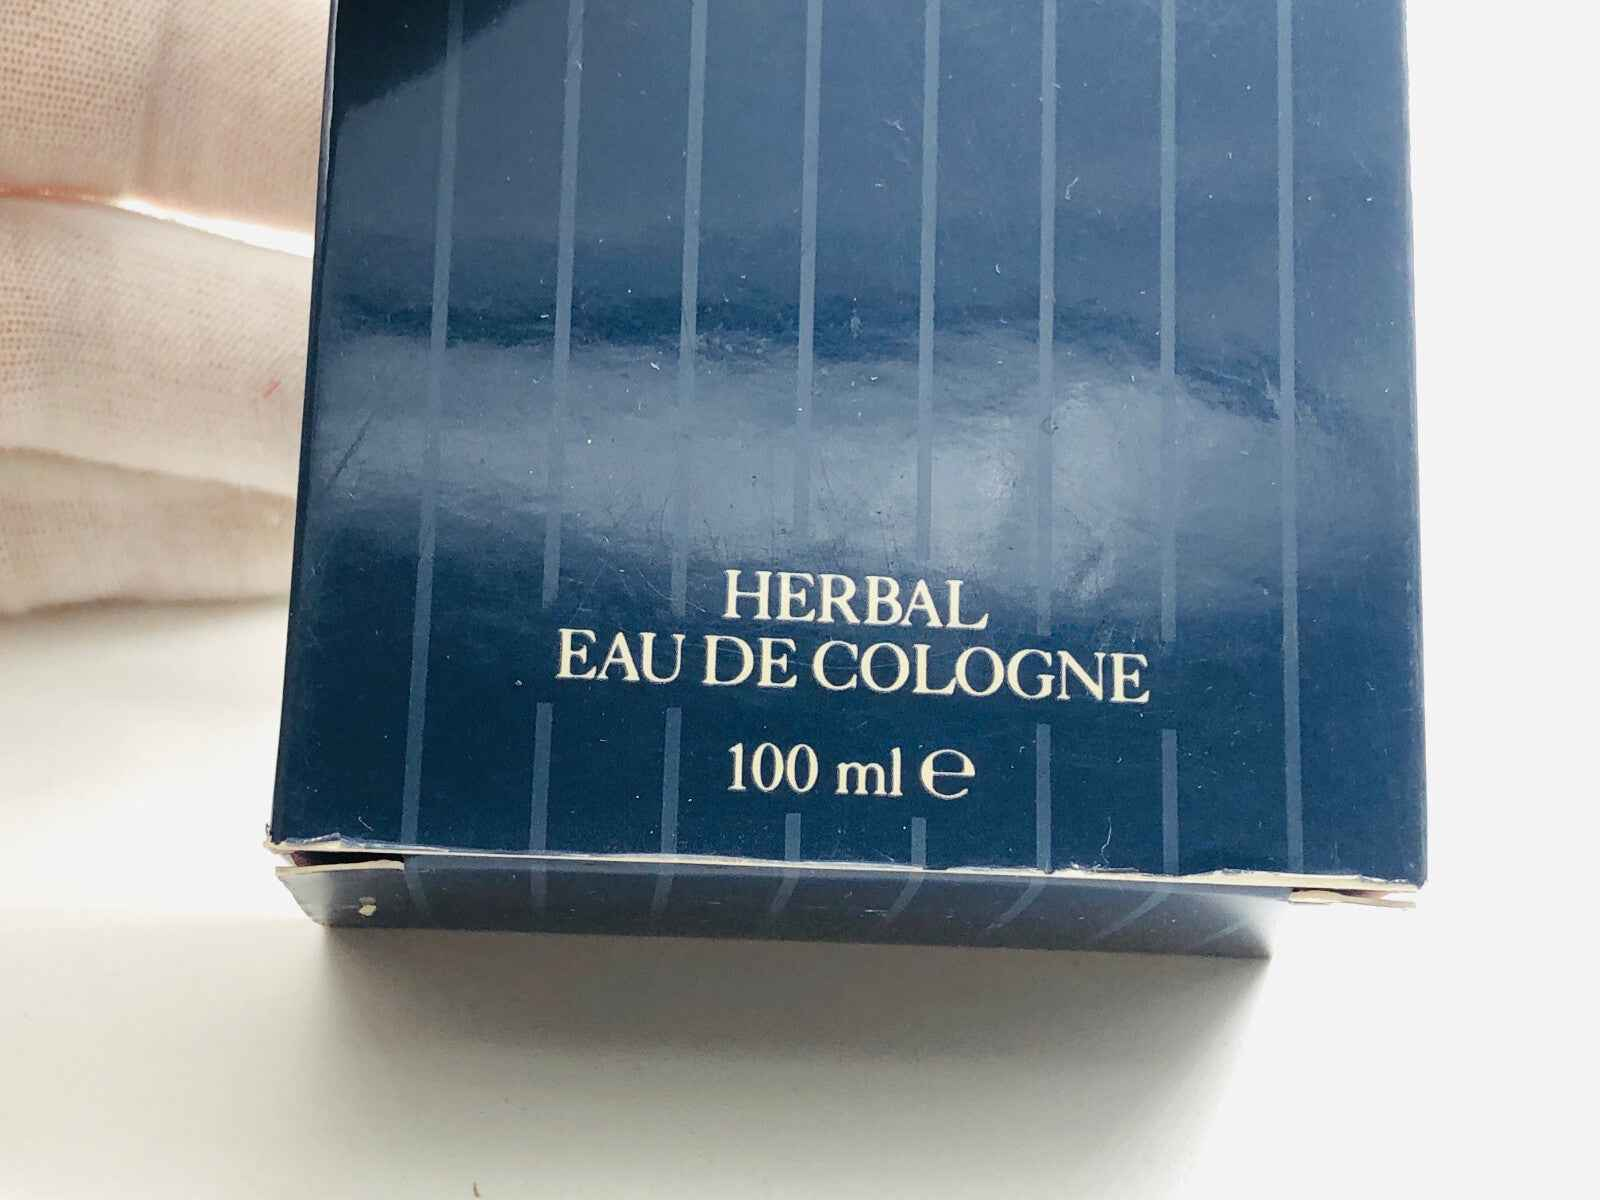 HERBAL
EAU DE COLOGNE
100 ml ℮